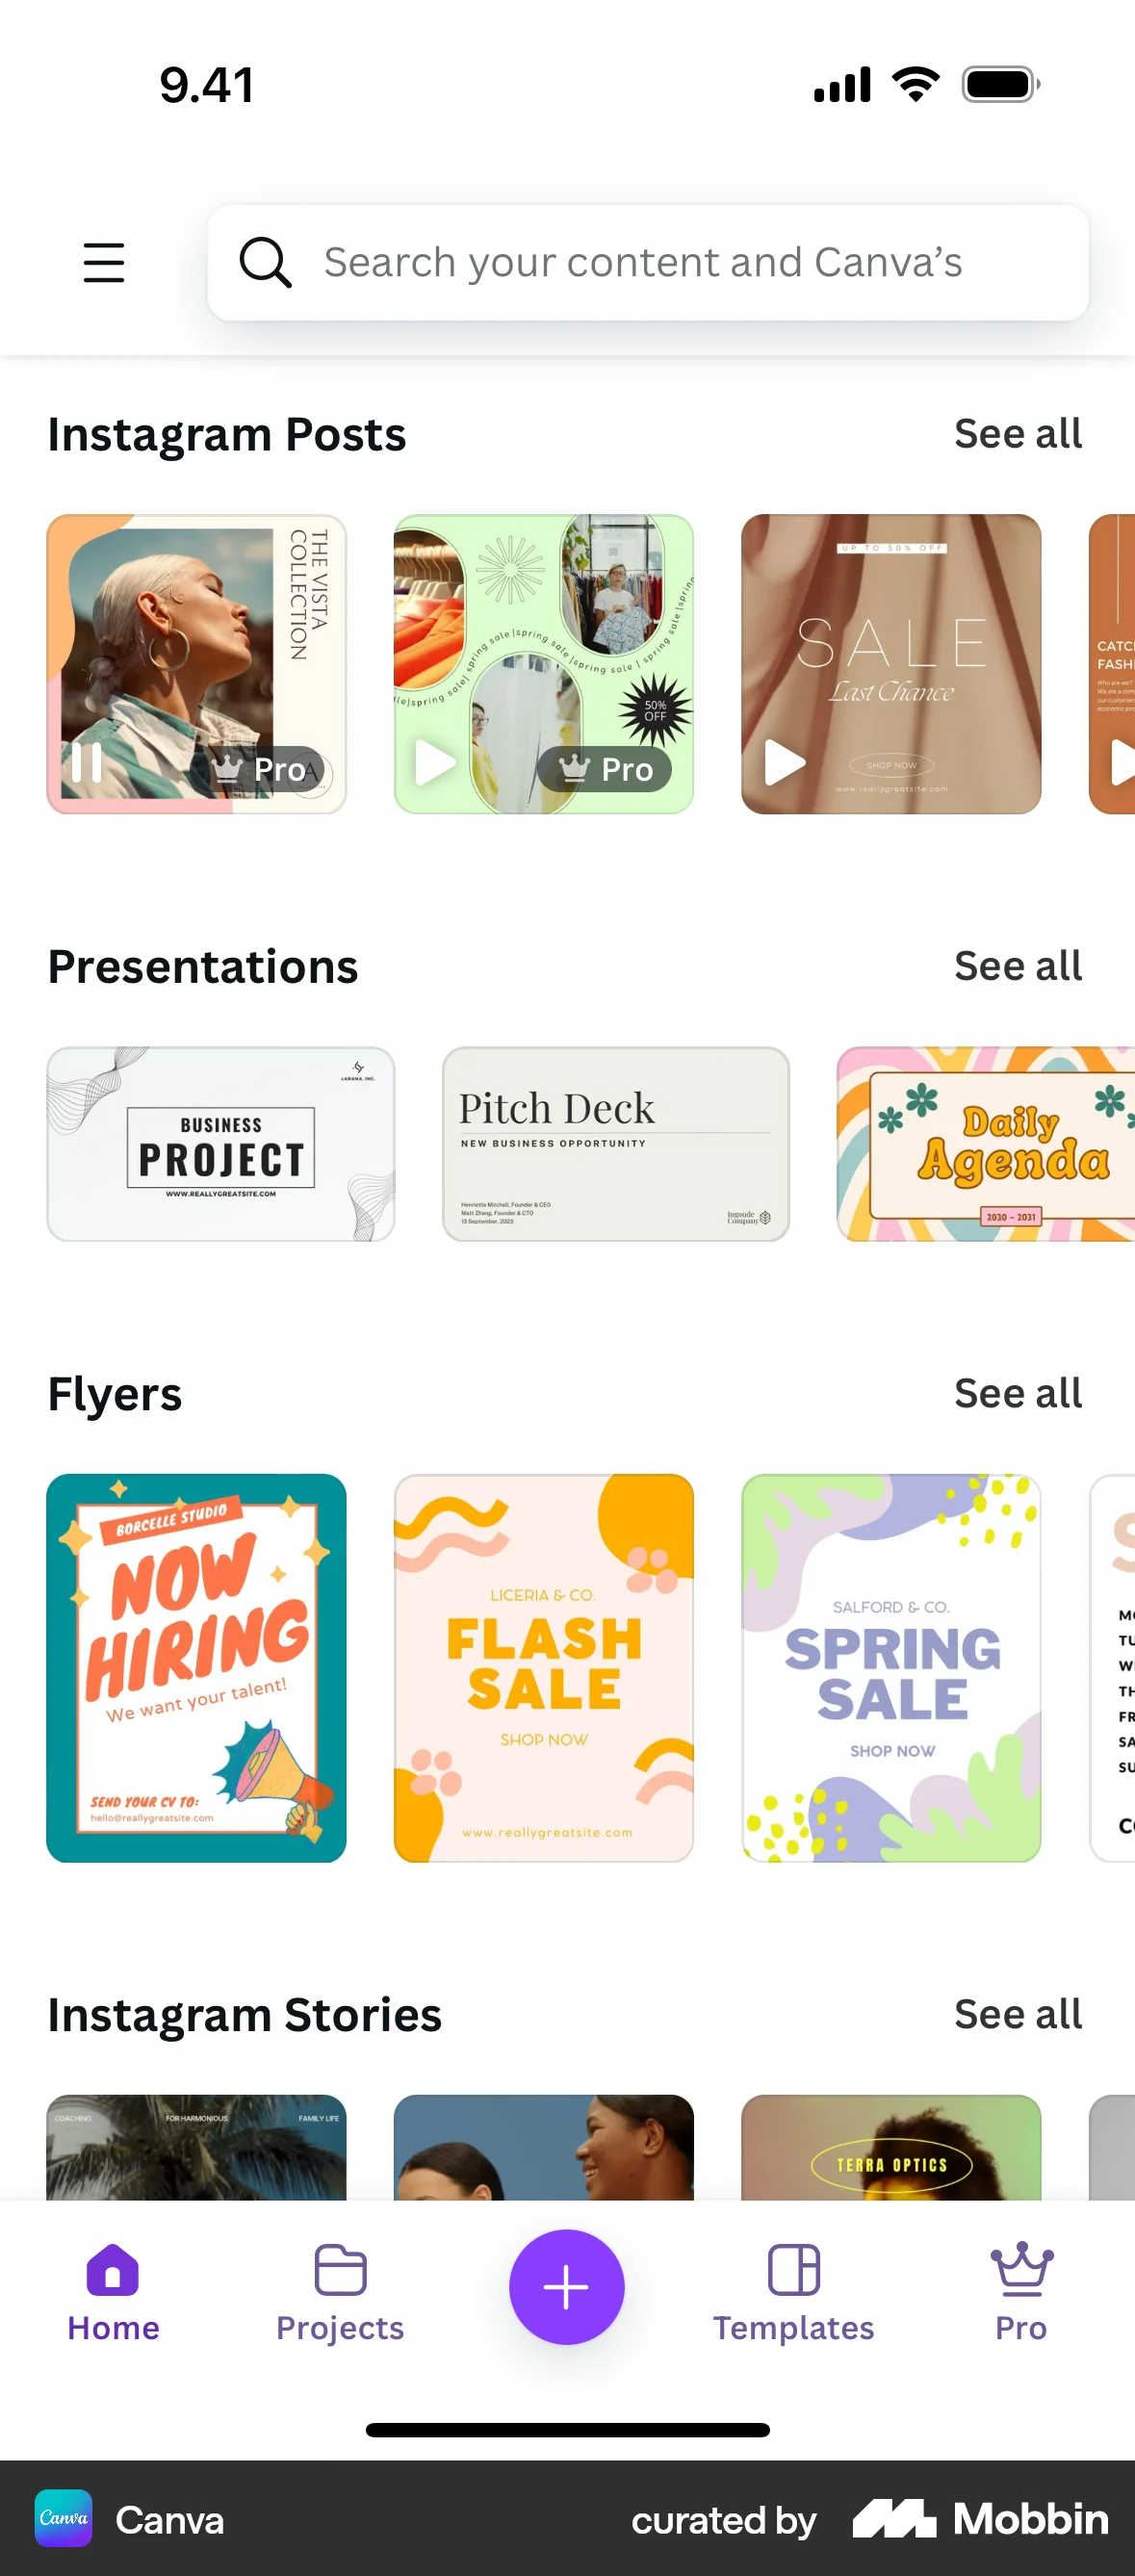 9.41
Search your content and Canva's
Instagram Posts
See all
THE VISTA
COLLECTION
Pro
spring sale | spring sale | spring sale | spring sale
50%
OFF
Pro
UP TO 50% OFF
SALE
Last Chance
SHOP NOW
www.reallygreatsite.com
CATC
FASH
Who are we?
Presentations
See all
LARANA, INC.
BUSINESS
PROJECT
WWW.REALLYGREATSITE.COM
Pitch Deck
NEW BUSINESS OPPORTUNITY
Henrietta Mitchell, Founder & CEO
Matt Zhang, Founder & CTO
13 September, 2023
Ingoude
Company
Daily
Agenda
2030 - 2031
Flyers
See all
BORCELLE STUDIO
NOW
HIRING
We want your talent!
SEND YOUR CV TO:
hello@reallygreatsite.com
LICERIA & CO.
FLASH
SALE
SHOP NOW
www.reallygreatsite.com
SALFORD & CO.
SPRING
SALE
SHOP NOW
S
MO
TU
WE
TH
FR
SA
SU
CO
Instagram Stories
See all
COACHING
FOR HARMONIOUS
FAMILY LIFE
TERRA OPTICS
Home
Projects
Templates
Pro
Canva
Canva
curated by
Mobbin